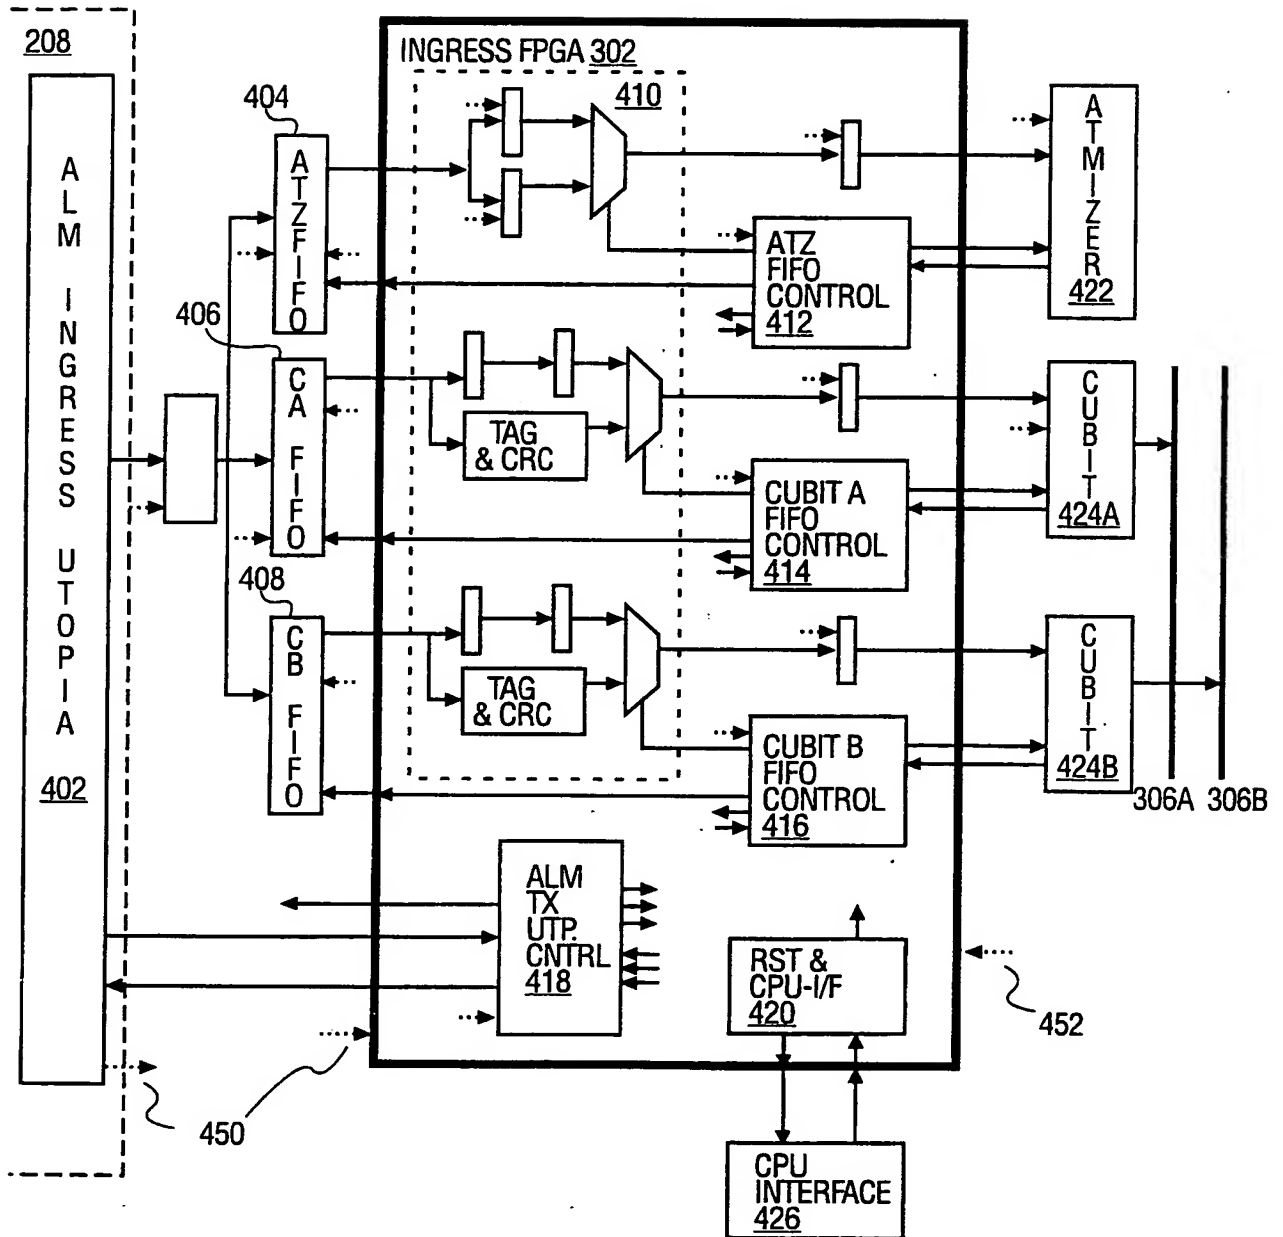 208
ALM INGRESS UTOPIA
402
404
ATZFIFO
406
CA FIFO
408
CB FIFO
INGRESS FPGA 302
410
ATZ
FIFO
CONTROL
412
ATMIZER
422
TAG
& CRC
CUBIT A
FIFO
CONTROL
414
CUBIT
424A
TAG
& CRC
CUBIT B
FIFO
CONTROL
416
CUBIT
424B
306A 306B
ALM
TX
UTP.
CNTRL
418
RST &
CPU-I/F
420
452
450
CPU
INTERFACE
426